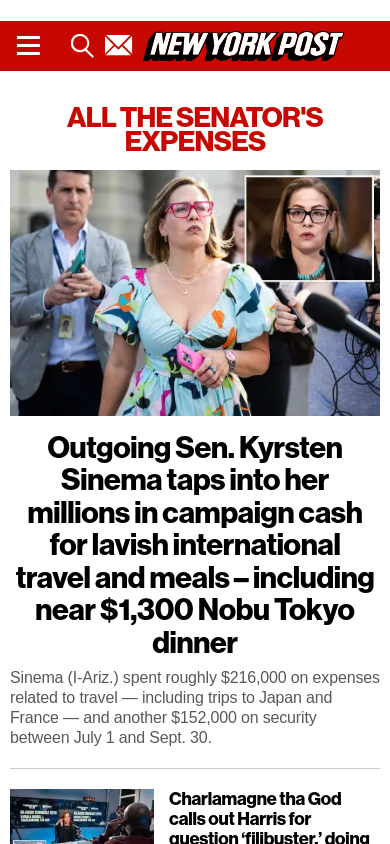 NEW YORK POST
ALL THE SENATOR'S
EXPENSES
Outgoing Sen. Kyrsten
Sinema taps into her
millions in campaign cash
for lavish international
travel and meals – including
near $1,300 Nobu Tokyo
dinner
Sinema (I-Ariz.) spent roughly $216,000 on expenses
related to travel — including trips to Japan and
France — and another $152,000 on security
between July 1 and Sept. 30.
Charlamagne tha God
calls out Harris for
question ‘filibuster,’ doing